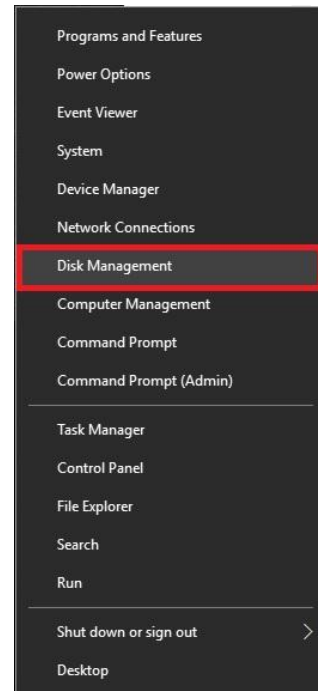 Programs and Features
Power Options
Event Viewer
System
Device Manager
Network Connections
Disk Management
Computer Management
Command Prompt
Command Prompt (Admin)
Task Manager
Control Panel
File Explorer
Search
Run
Shut down or sign out
Desktop